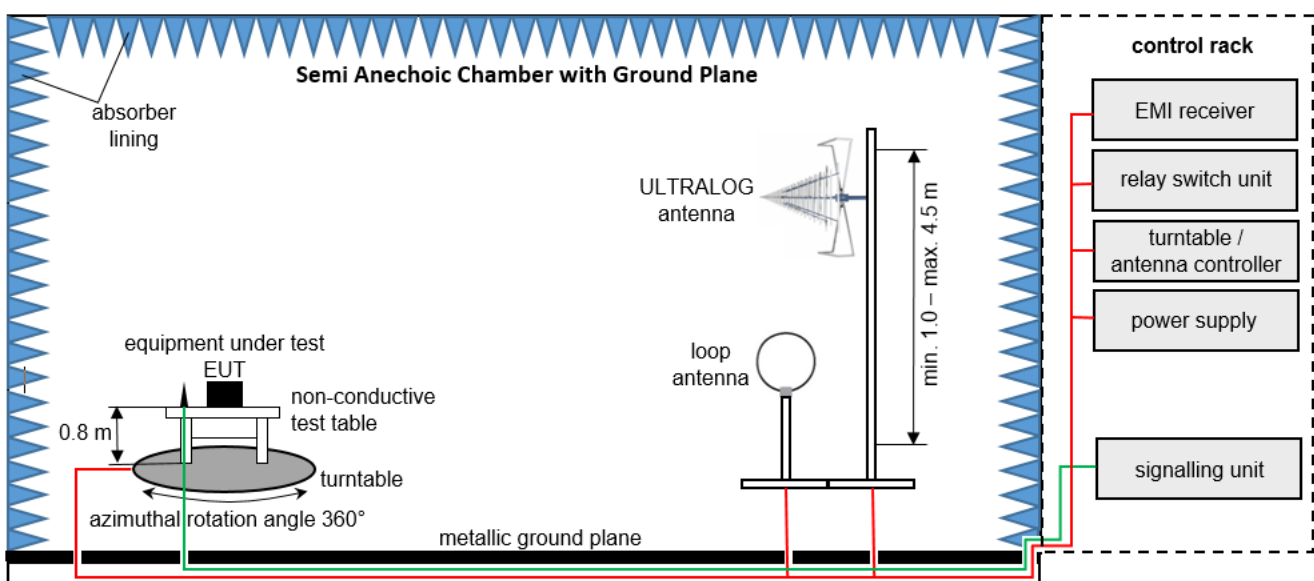 control rack
Semi Anechoic Chamber with Ground Plane
absorber
lining
EMI receiver
relay switch unit
turntable /
antenna controller
power supply
signalling unit
ULTRALOG
antenna
min. 1.0 – max. 4.5 m
loop
antenna
equipment under test
EUT
non-conductive
test table
0.8 m
turntable
azimuthal rotation angle 360°
metallic ground plane